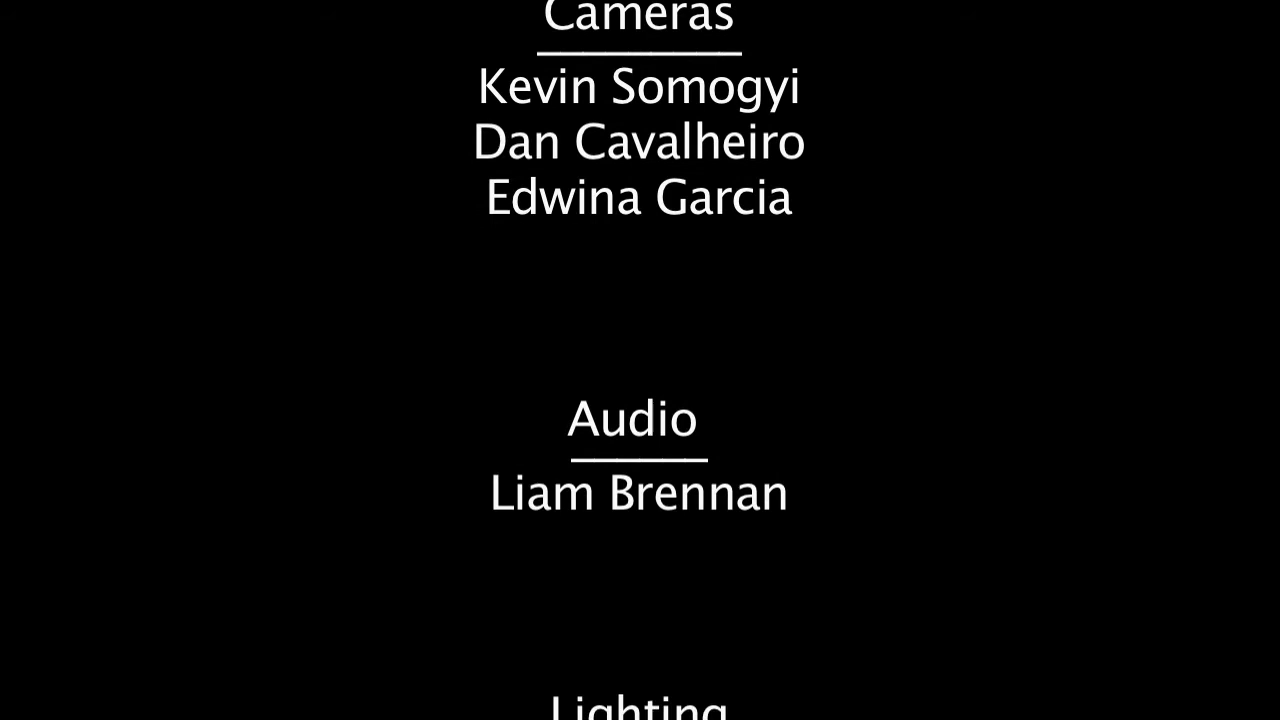 Cameras
Kevin Somogyi
Dan Cavalheiro
Edwina Garcia
Audio
Liam Brennan
Lighting